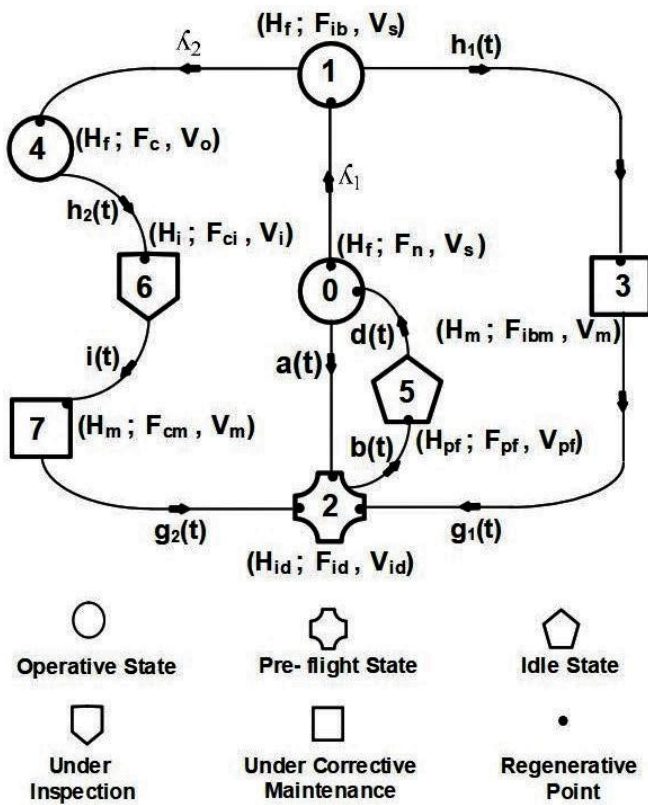 (Hf ; Fib , Vs)
ʎ2
1
h1(t)
4
(Hf ; Fc , Vo)
ʎ1
h2(t)
(Hi ; Fci , Vi)
(Hf ; Fn , Vs)
6
0
3
d(t)
(Hm ; Fibm , Vm)
i(t)
a(t)
5
7
(Hm ; Fcm , Vm)
b(t)
(Hpf ; Fpf , Vpf)
2
g2(t)
g1(t)
(Hid ; Fid , Vid)
Operative State
Pre- flight State
Idle State
Under
Inspection
Under Corrective
Maintenance
Regenerative
Point